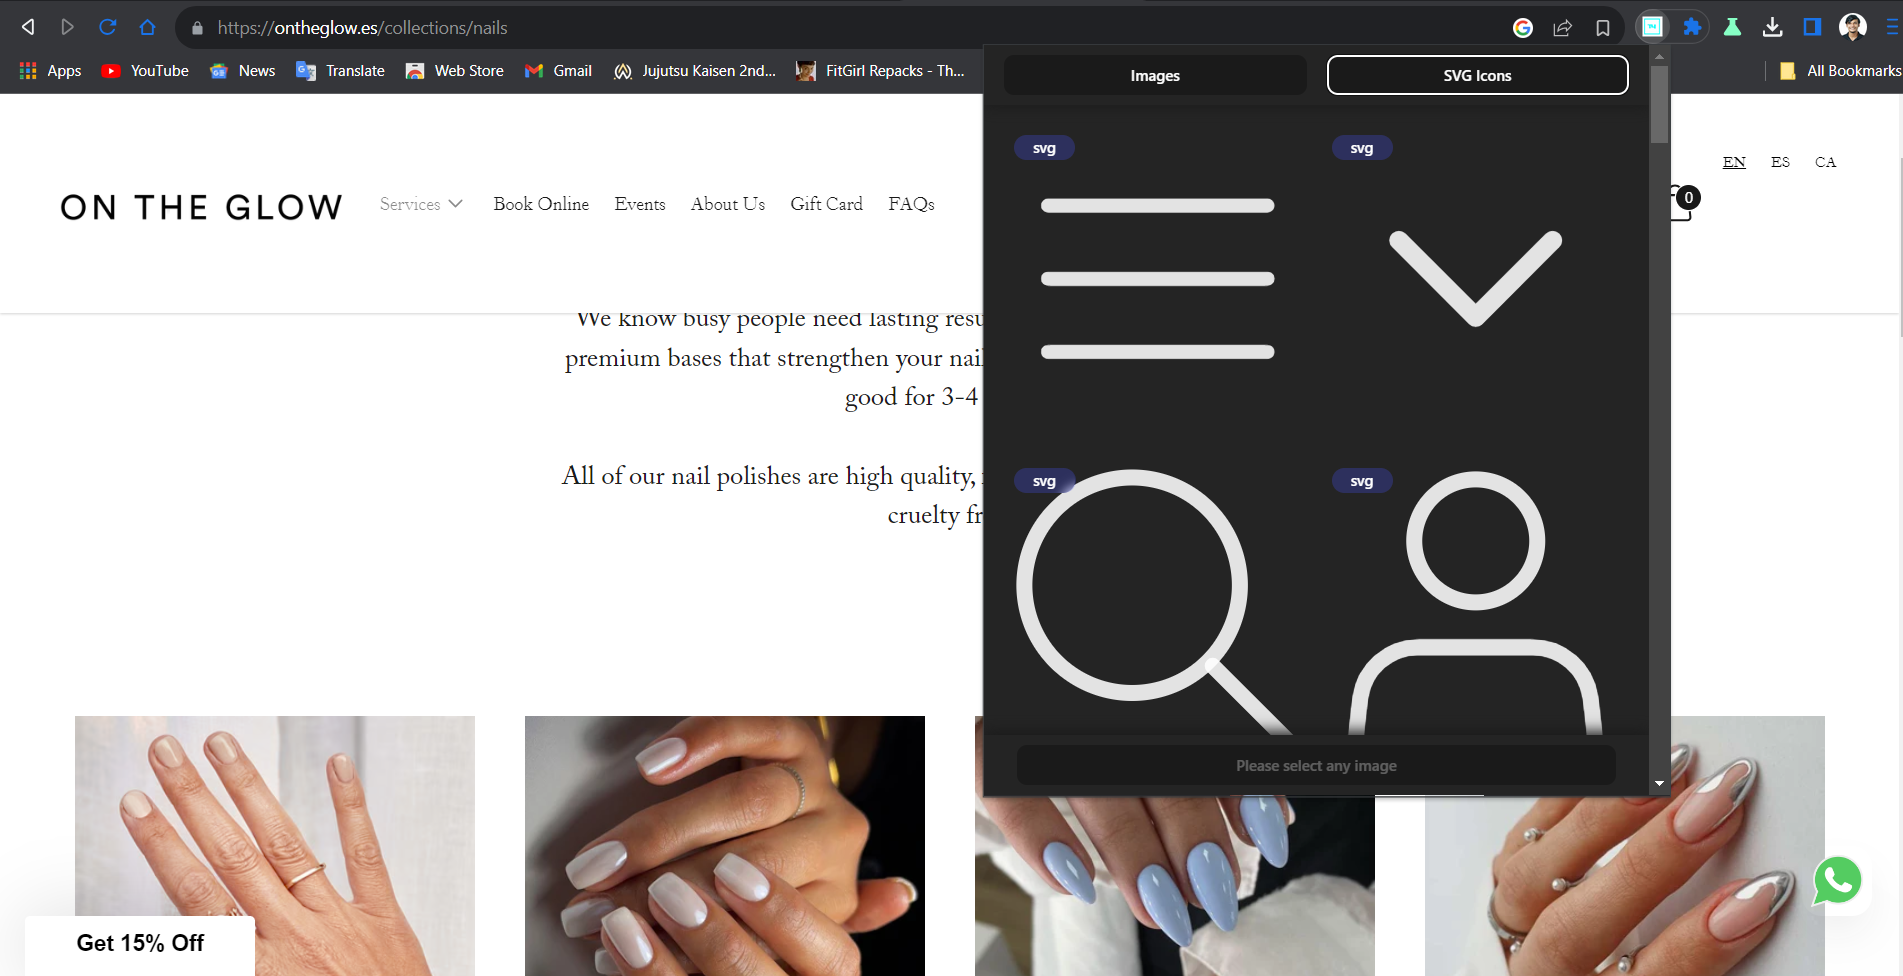 https://ontheglow.es/collections/nails
Apps
YouTube
News
Translate
Web Store
Gmail
Jujutsu Kaisen 2nd...
FitGirl Repacks - Th...
All Bookmarks
Images
SVG Icons
svg
svg
EN
ES
CA
ON THE GLOW
Services
Book Online
Events
About Us
Gift Card
FAQs
0
We know busy people need lasting resu
premium bases that strengthen your nail
good for 3-4
All of our nail polishes are high quality,
cruelty fr
svg
svg
Please select any image
Get 15% Off